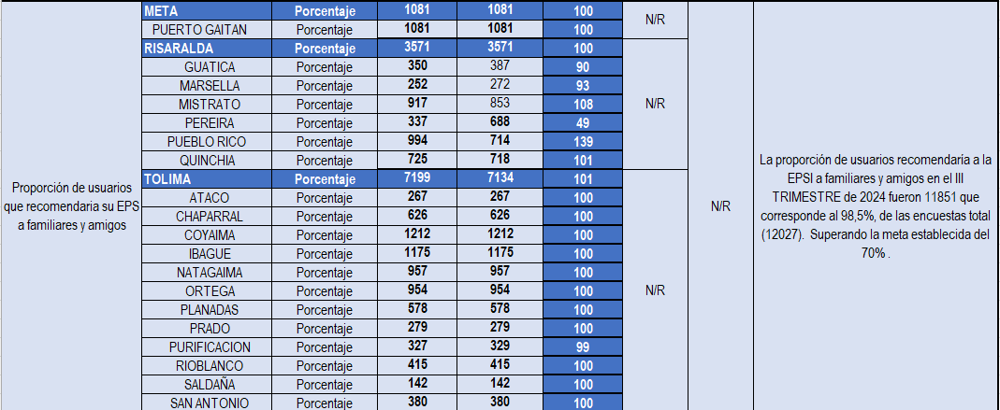 META Porcentaje 1081 1081 100
N/R
PUERTO GAITAN Porcentaje 1081 1081 100
RISARALDA Porcentaje 3571 3571 100
GUATICA Porcentaje 350 387 90
MARSELLA Porcentaje 252 272 93
MISTRATO Porcentaje 917 853 108
N/R
PEREIRA Porcentaje 337 688 49
PUEBLO RICO Porcentaje 994 714 139
QUINCHIA Porcentaje 725 718 101
TOLIMA Porcentaje 7199 7134 101
ATACO Porcentaje 267 267 100
CHAPARRAL Porcentaje 626 626 100
COYAIMA Porcentaje 1212 1212 100
IBAGUE Porcentaje 1175 1175 100
NATAGAIMA Porcentaje 957 957 100
ORTEGA Porcentaje 954 954 100
N/R
PLANADAS Porcentaje 578 578 100
PRADO Porcentaje 279 279 100
PURIFICACION Porcentaje 327 329 99
RIOBLANCO Porcentaje 415 415 100
SALDAÑA Porcentaje 142 142 100
SAN ANTONIO Porcentaje 380 380 100
Proporción de usuarios
que recomendaria su EPS
a familiares y amigos
N/R
La proporción de usuarios recomendaría a la
EPSI a familiares y amigos en el III
TRIMESTRE de 2024 fueron 11851 que
corresponde al 98,5%, de las encuestas total
(12027). Superando la meta establecida del
70% .